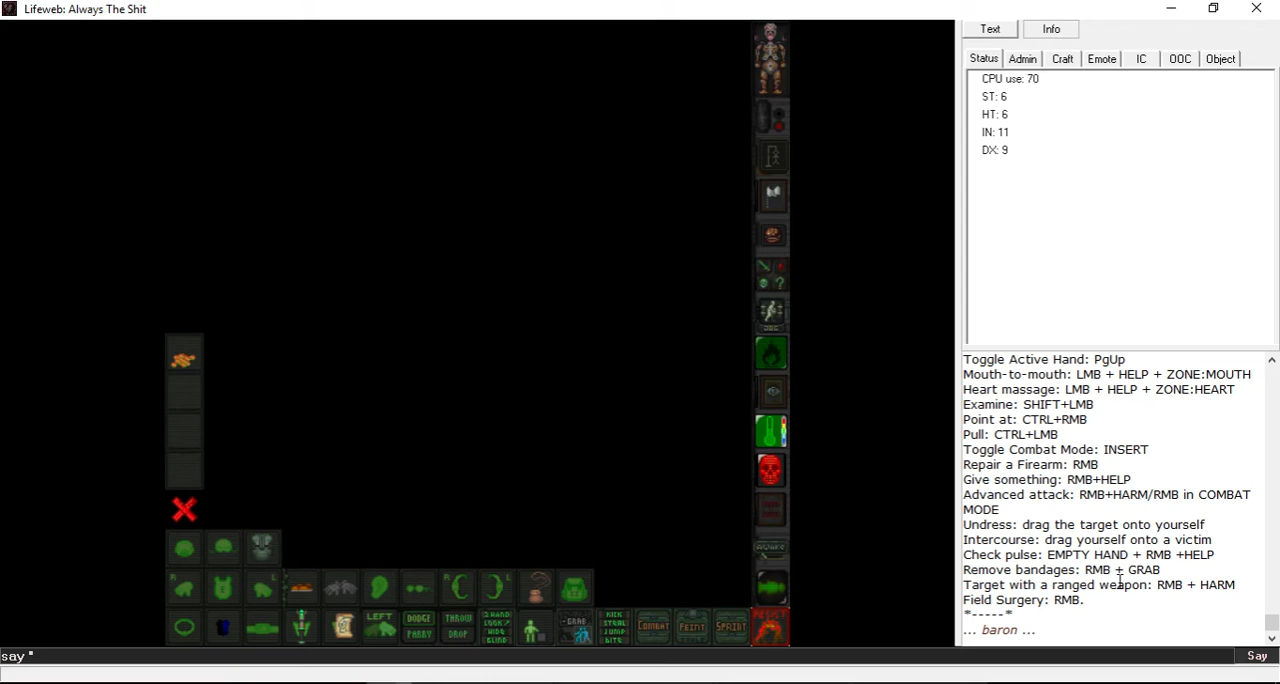 Lifeweb: Always The Shit
Text Info
Status Admin Craft Emote IC OOC Object
CPU use: 70
ST: 6
HT: 6
IN: 11
DX: 9
Toggle Active Hand: PgUp
Mouth-to-mouth: LMB + HELP + ZONE:MOUTH
Heart massage: LMB + HELP + ZONE:HEART
Examine: SHIFT+LMB
Point at: CTRL+RMB
Pull: CTRL+LMB
Toggle Combat Mode: INSERT
Repair a Firearm: RMB
Give something: RMB+HELP
Advanced attack: RMB+HARM/RMB in COMBAT
MODE
Undress: drag the target onto yourself
Intercourse: drag yourself onto a victim
Check pulse: EMPTY HAND + RMB +HELP
Remove bandages: RMB + GRAB
Target with a ranged weapon: RMB + HARM
Field Surgery: RMB.
*-----*
... baron ...
AWAKE
R L R L
LEFT
DODGE
PARRY
THROW
DROP
GRAB
KICK
STEAL
JUMP
BITE
COMBAT
FEINT
SPRINT
RESIST
say "
Say